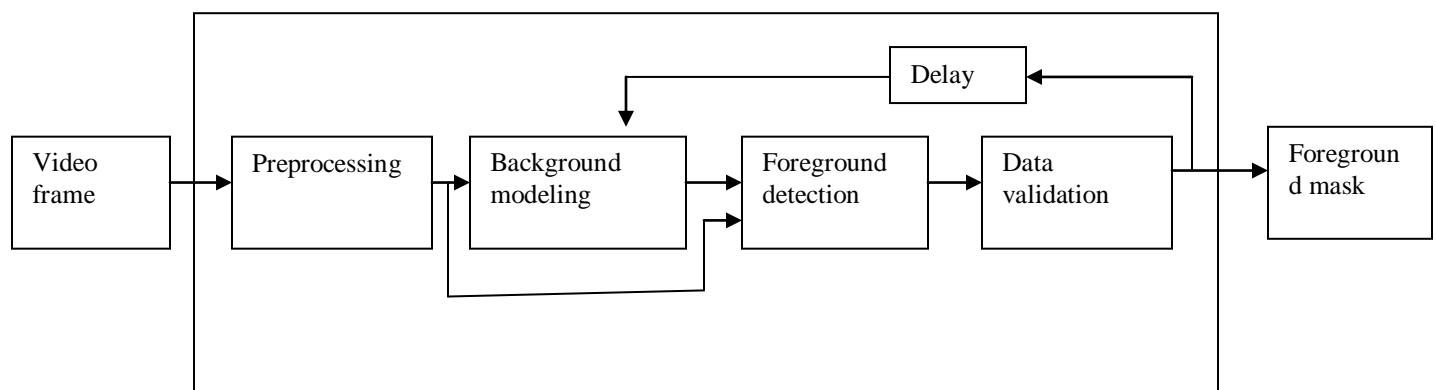 Delay
Video
frame
Preprocessing
Background
modeling
Foreground
detection
Data
validation
Foregroun
d mask